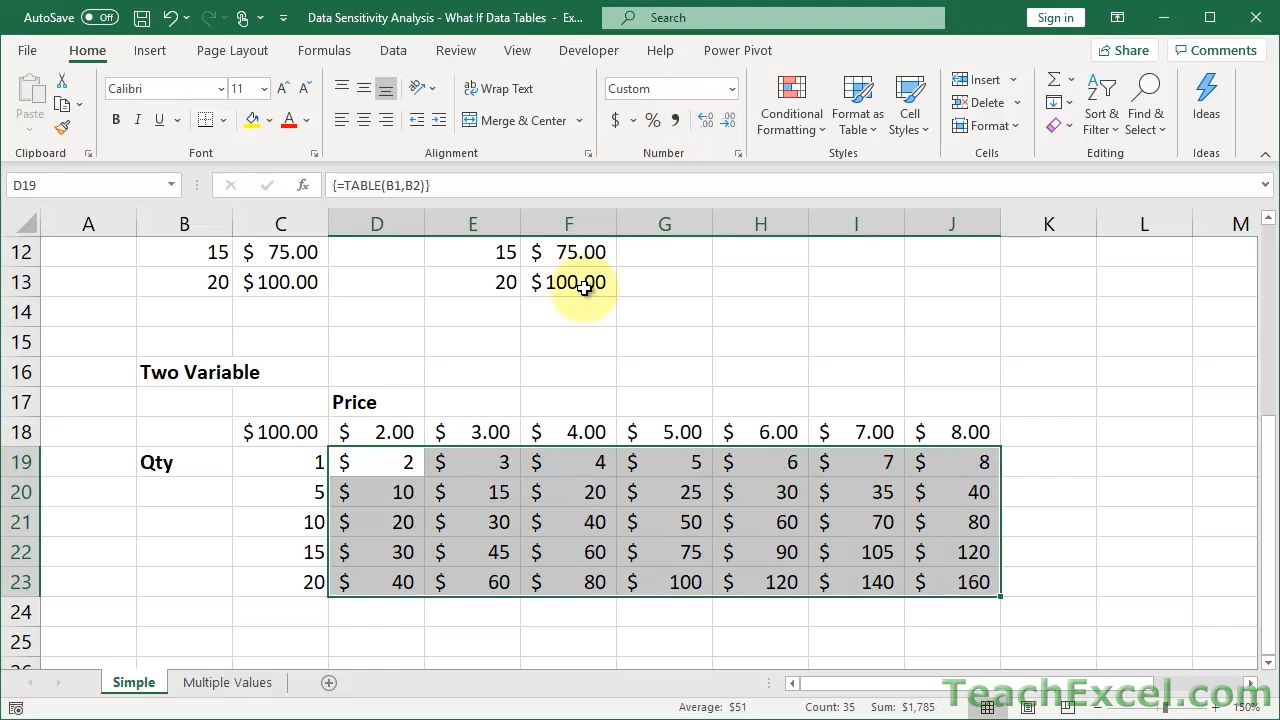 AutoSave Off Data Sensitivity Analysis - What If Data Tables - Ex... Search Sign in
File Home Insert Page Layout Formulas Data Review View Developer Help Power Pivot Share Comments
Paste Calibri 11 Wrap Text Custom Conditional Formatting Format as Table Cell Styles Insert Sort & Filter Find & Select Ideas
B I U Merge & Center $ % Delete
Format
Clipboard Font Alignment Number Styles Cells Editing Ideas
D19 fx {=TABLE(B1,B2)}
A B C D E F G H I J K L M
12 15 $ 75.00 15 $ 75.00
13 20 $100.00 20 $100.00
14
15
16 Two Variable
17 Price
18 $100.00 $ 2.00 $ 3.00 $ 4.00 $ 5.00 $ 6.00 $ 7.00 $ 8.00
19 Qty 1 $ 2 $ 3 $ 4 $ 5 $ 6 $ 7 $ 8
20 5 $ 10 $ 15 $ 20 $ 25 $ 30 $ 35 $ 40
21 10 $ 20 $ 30 $ 40 $ 50 $ 60 $ 70 $ 80
22 15 $ 30 $ 45 $ 60 $ 75 $ 90 $ 105 $ 120
23 20 $ 40 $ 60 $ 80 $ 100 $ 120 $ 140 $ 160
24
25
Simple Multiple Values
Average: $51 Count: 35 Sum: $1,785 150%
TeachExcel.com